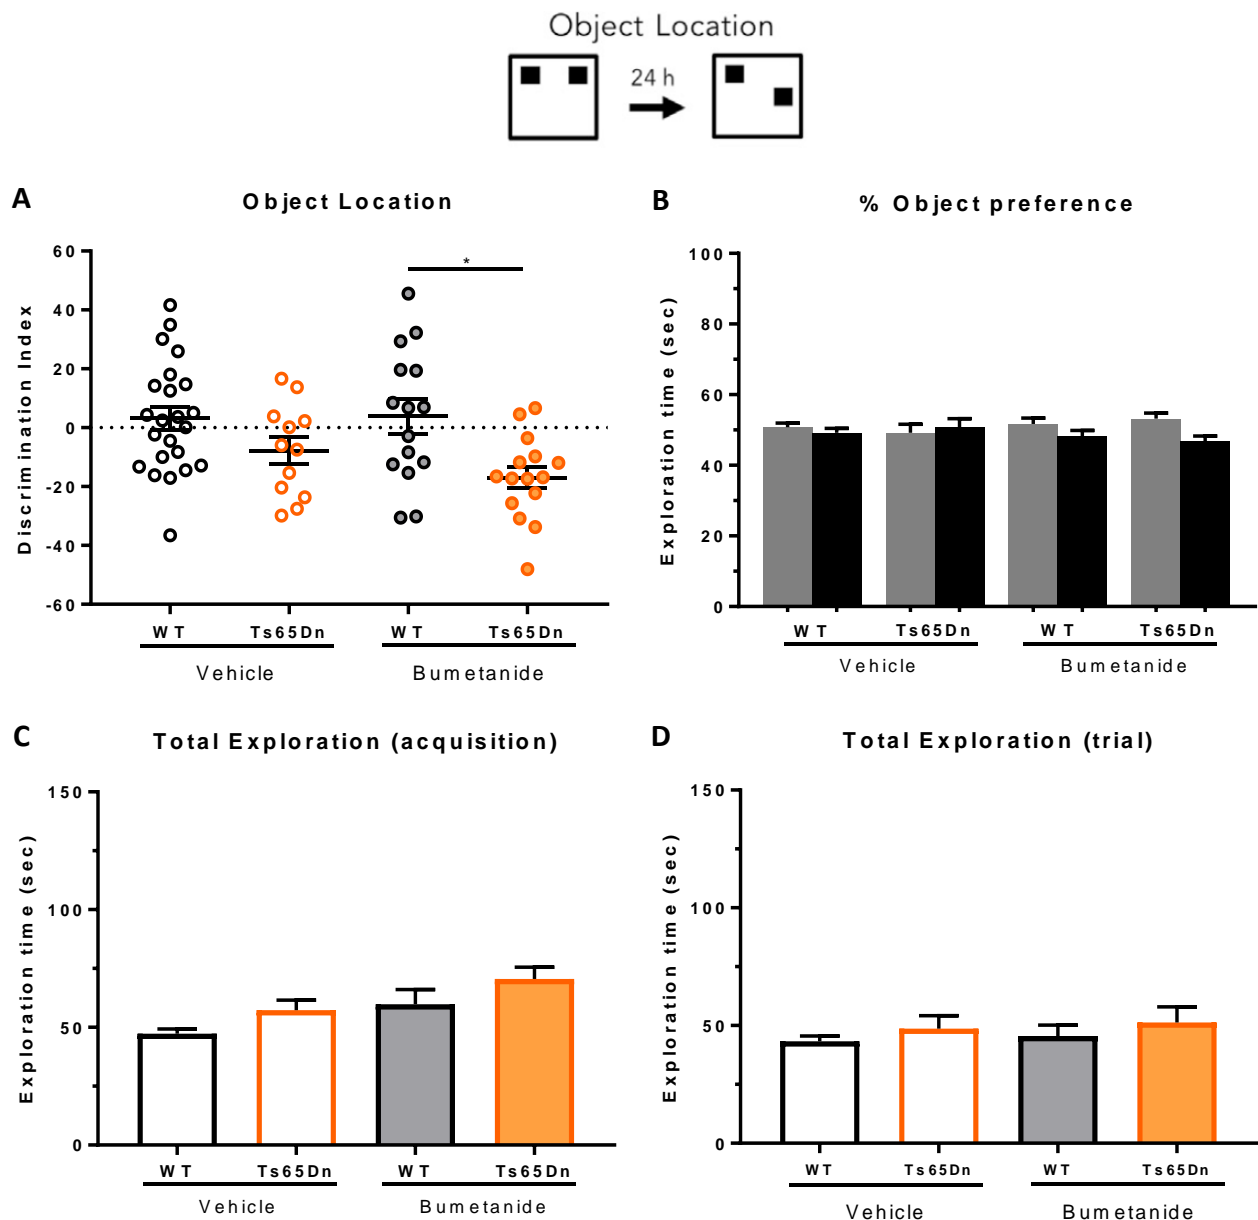 Object Location
24 h
A
Object Location
Discrimination Index
60
40
20
0
-20
-40
-60
*
WT Ts65Dn WT Ts65Dn
Vehicle Bumetanide
B
% Object preference
Exploration time (sec)
100
80
60
40
20
0
WT Ts65Dn WT Ts65Dn
Vehicle Bumetanide
C
Total Exploration (acquisition)
Exploration time (sec)
150
100
50
0
WT Ts65Dn WT Ts65Dn
Vehicle Bumetanide
D
Total Exploration (trial)
Exploration time (sec)
150
100
50
0
WT Ts65Dn WT Ts65Dn
Vehicle Bumetanide